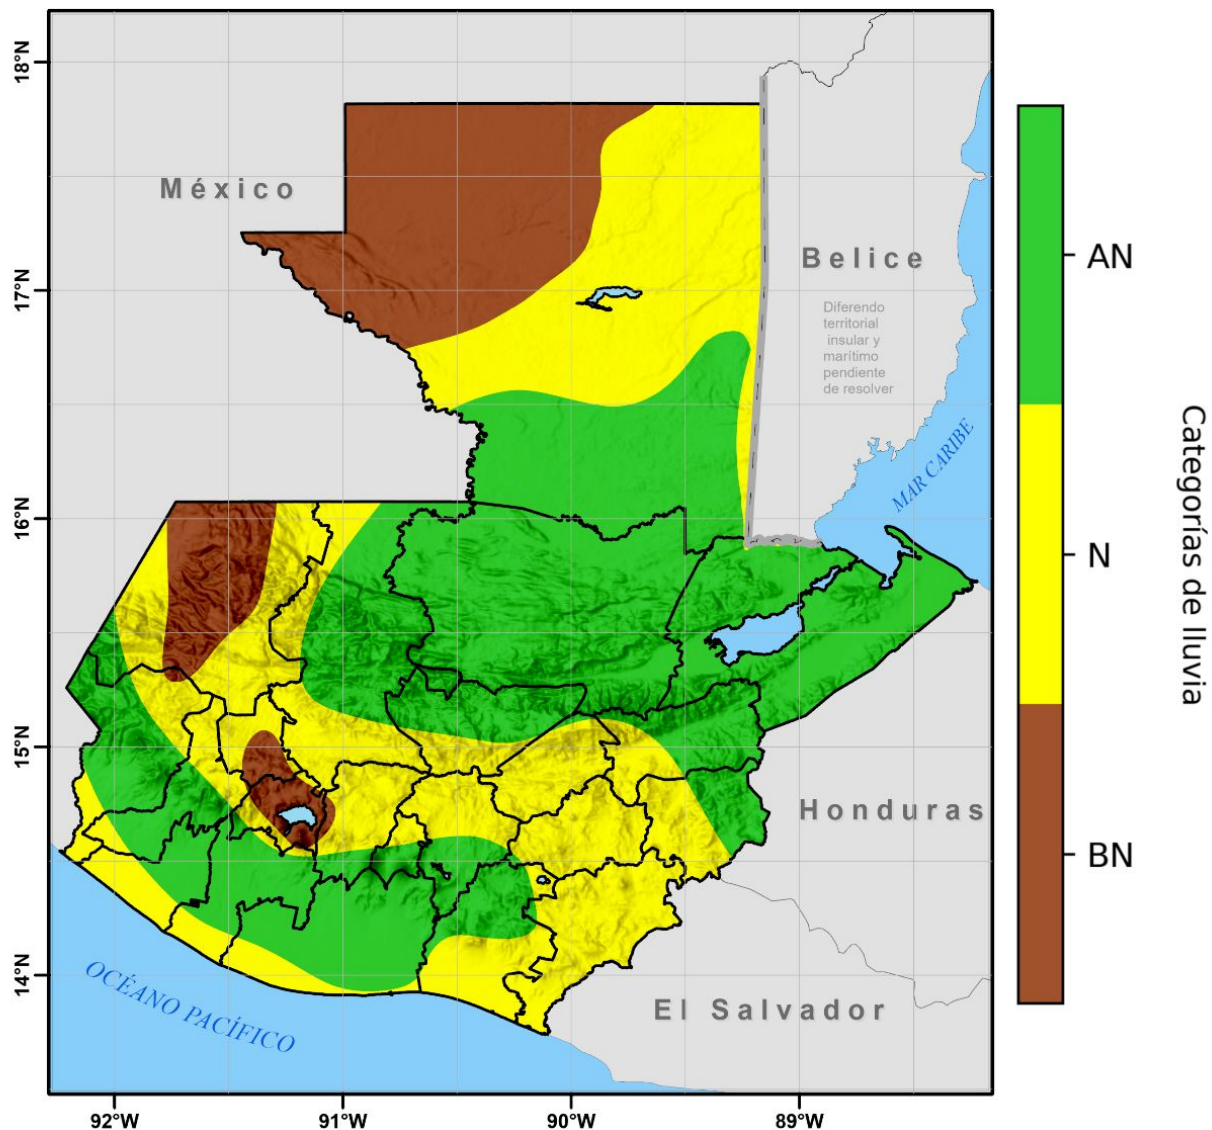 18°N
17°N
16°N
15°N
14°N
92°W
91°W
90°W
89°W
México
Belice
Diferendo
territorial
insular y
marítimo
pendiente
de resolver
MAR CARIBE
Honduras
El Salvador
OCÉANO PACÍFICO
AN
N
BN
Categorías de lluvia